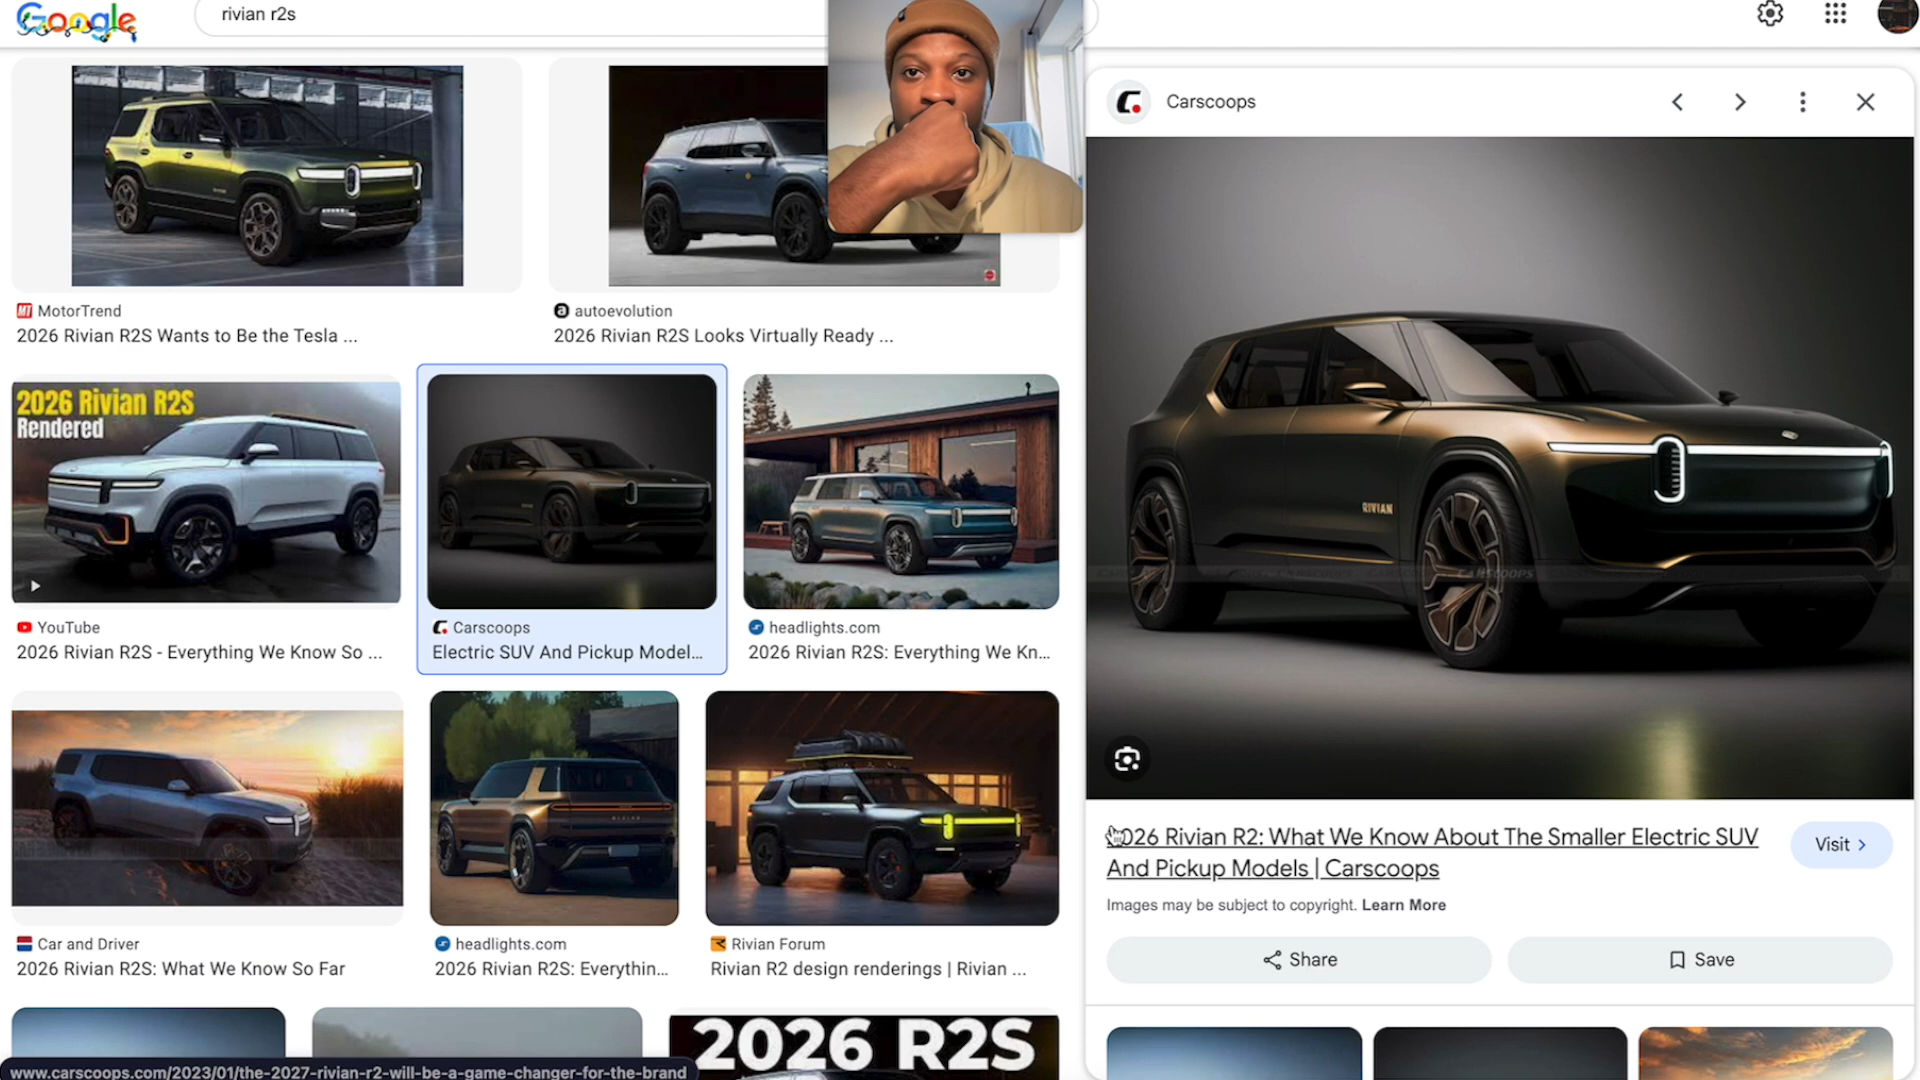 Google
rivian r2s
MotorTrend
2026 Rivian R2S Wants to Be the Tesla ...
autoevolution
2026 Rivian R2S Looks Virtually Ready ...
2026 Rivian R2S
Rendered
YouTube
2026 Rivian R2S - Everything We Know So ...
Carscoops
Electric SUV And Pickup Model...
headlights.com
2026 Rivian R2S: Everything We Kn...
Car and Driver
2026 Rivian R2S: What We Know So Far
headlights.com
2026 Rivian R2S: Everythin...
Rivian Forum
Rivian R2 design renderings | Rivian ...
2026 R2S
www.carscoops.com/2023/01/the-2027-rivian-r2-will-be-a-game-changer-for-the-brand
Carscoops
RIVIAN
CARSCOOPS
2026 Rivian R2: What We Know About The Smaller Electric SUV
And Pickup Models | Carscoops
Visit
Images may be subject to copyright. Learn More
Share
Save